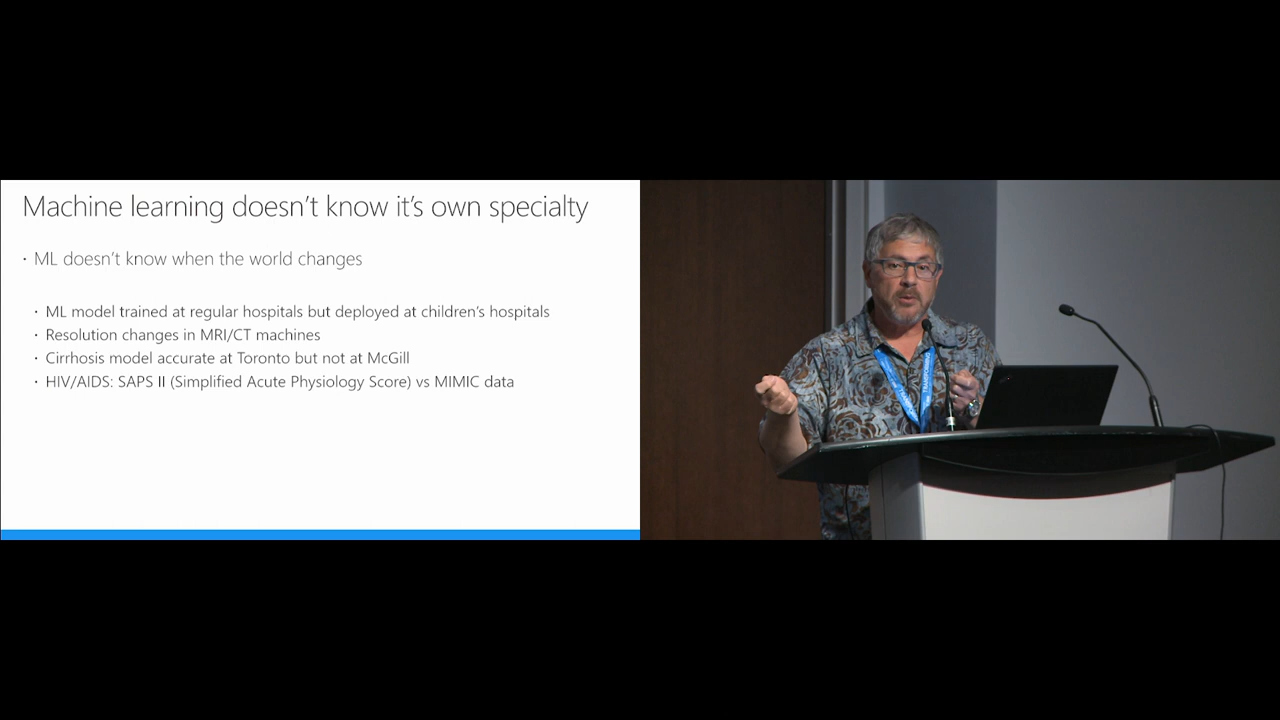 Machine learning doesn't know it's own specialty
· ML doesn't know when the world changes
· ML model trained at regular hospitals but deployed at children's hospitals
· Resolution changes in MRI/CT machines
· Cirrhosis model accurate at Toronto but not at McGill
· HIV/AIDS: SAPS II (Simplified Acute Physiology Score) vs MIMIC data